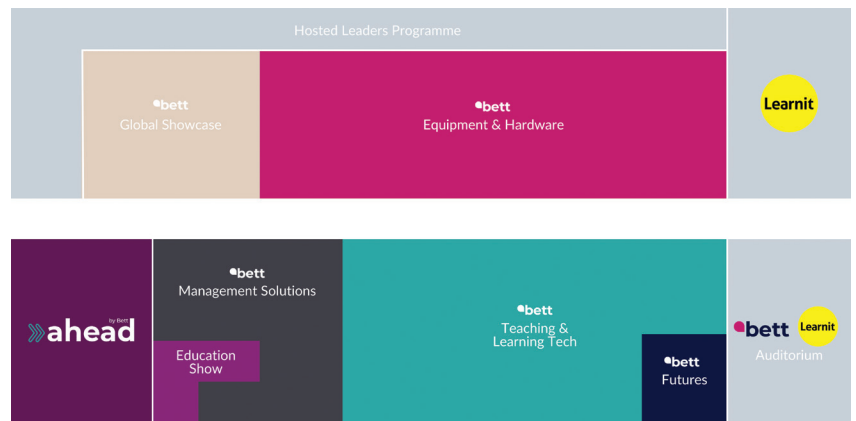 Hosted Leaders Programme
bett
Global Showcase
bett
Equipment & Hardware
Learnit
by Bett
ahead
bett
Management Solutions
Education
Show
bett
Teaching &
Learning Tech
bett
Futures
bett Learnit
Auditorium